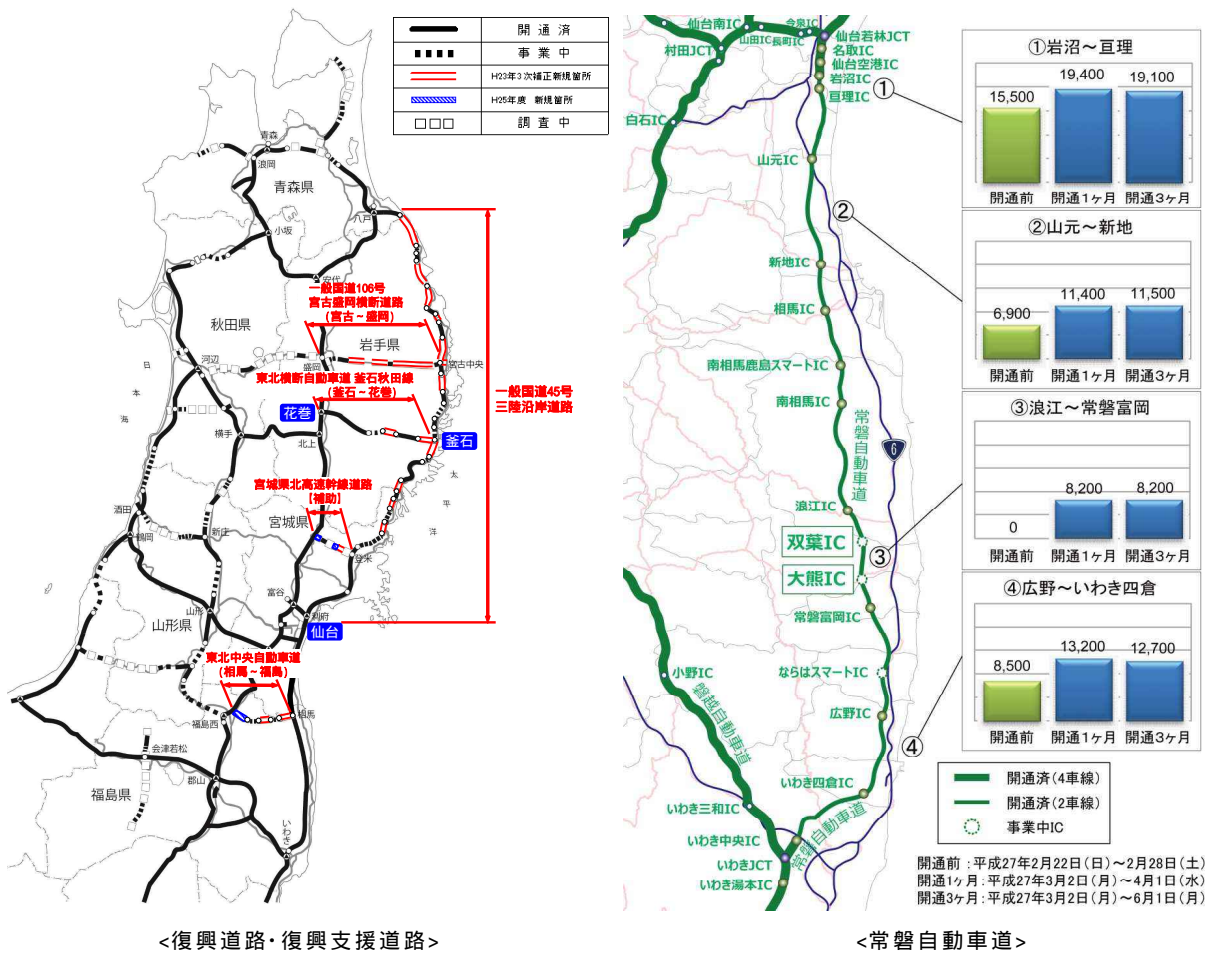 開通済
事業中
H23年3次補正新規箇所
H25年度 新規箇所
調査中
青森
浪岡
青森県
八戸
小坂
安代
一般国道106号
宮古盛岡横断道路
(宮古~盛岡)
秋田県
岩手県
河辺
盛岡
宮古中央
日本海
東北横断自動車道 釜石秋田線
(釜石~花巻)
一般国道45号
三陸沿岸道路
花巻
横手
北上
釜石
太平洋
宮城県北高速幹線道路
【補助】
酒田
宮城県
鶴岡
新庄
登米
富谷
山形
利府
山形県
仙台
東北中央自動車道
(相馬~福島)
福島西
相馬
会津若松
郡山
福島県
いわき
<復興道路・復興支援道路>
仙台南IC
今泉IC
山田IC
長町IC
仙台若林JCT
村田JCT
名取IC
仙台空港IC
岩沼IC
亘理IC
①
白石IC
山元IC
②
新地IC
相馬IC
南相馬鹿島スマートIC
南相馬IC
常磐自動車道
6
浪江IC
双葉IC
③
大熊IC
常磐富岡IC
小野IC
ならはスマートIC
磐越自動車道
広野IC
④
いわき四倉IC
いわき三和IC
常磐自動車道
いわき中央IC
いわきJCT
いわき湯本IC
①岩沼~亘理
15,500
19,400
19,100
開通前 開通1ヶ月 開通3ヶ月
②山元~新地
6,900
11,400
11,500
開通前 開通1ヶ月 開通3ヶ月
③浪江~常磐富岡
0
8,200
8,200
開通前 開通1ヶ月 開通3ヶ月
④広野~いわき四倉
8,500
13,200
12,700
開通前 開通1ヶ月 開通3ヶ月
開通済(4車線)
開通済(2車線)
事業中IC
開通前:平成27年2月22日(日)~2月28日(土)
開通1ヶ月:平成27年3月2日(月)~4月1日(水)
開通3ヶ月:平成27年3月2日(月)~6月1日(月)
<常磐自動車道>